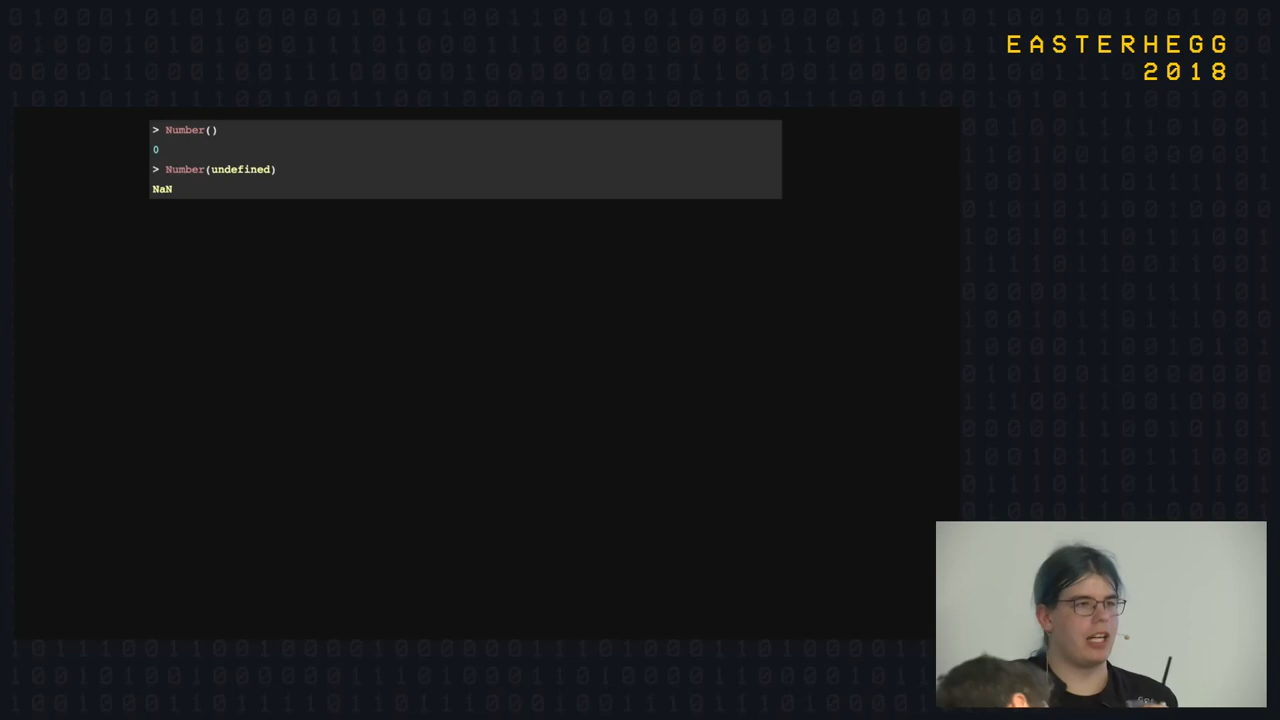 EASTERHEGG
2018
> Number()
0
> Number(undefined)
NaN